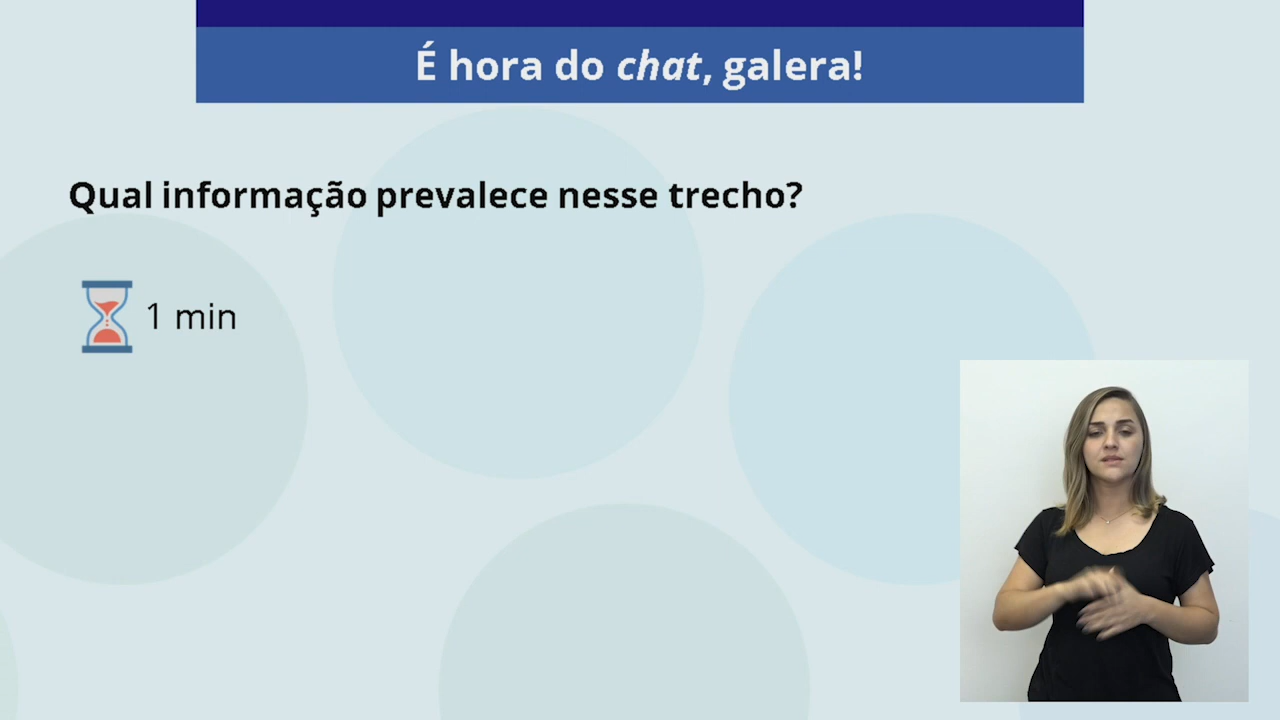 É hora do chat, galera!
Qual informação prevalece nesse trecho?
1 min